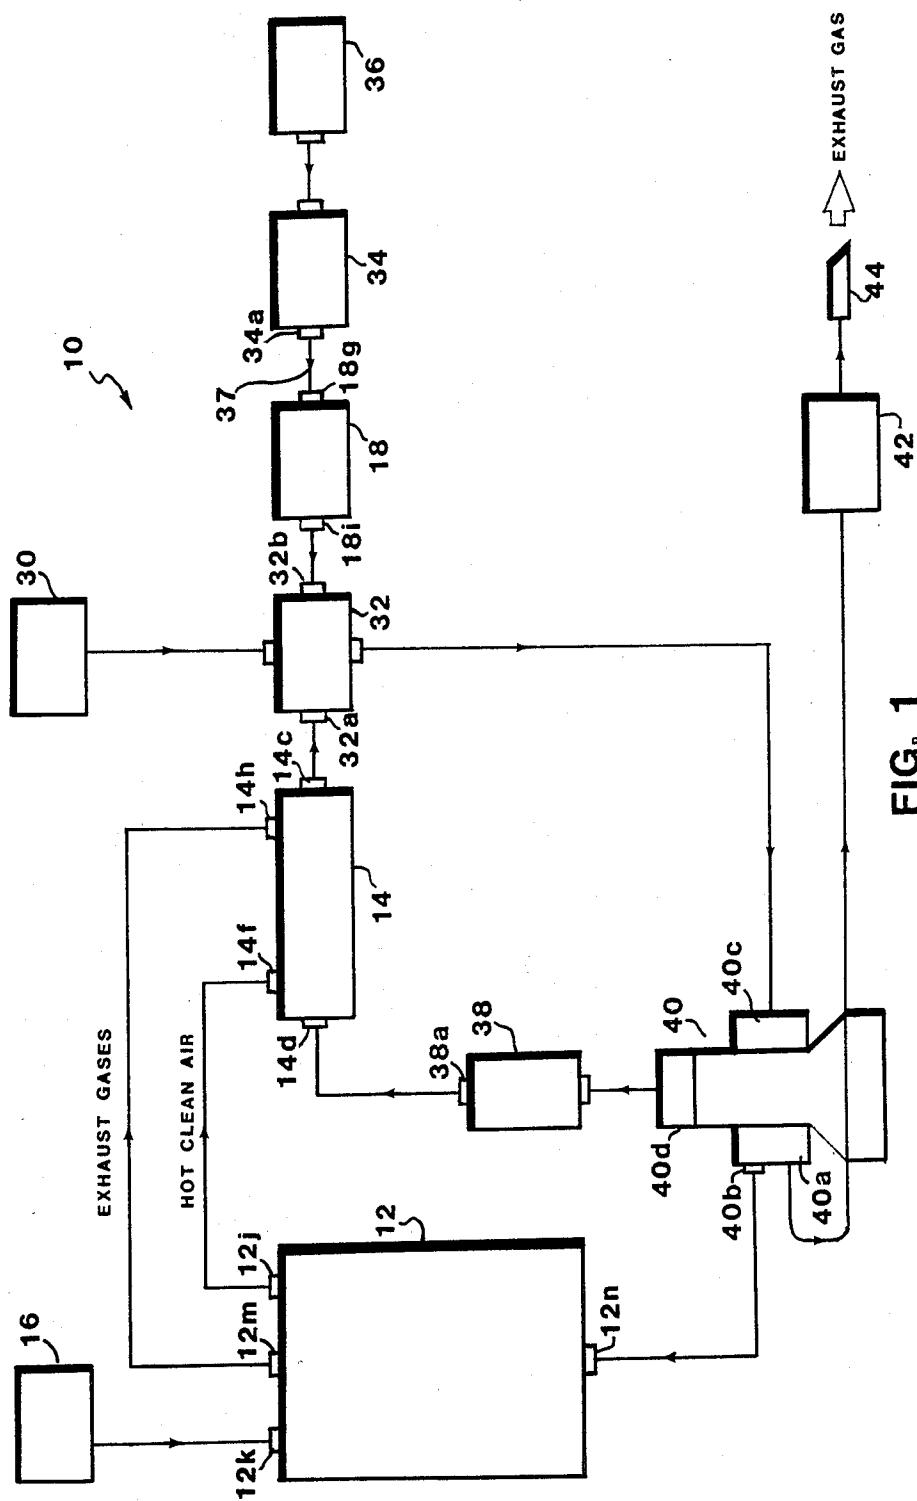 16
30
10
EXHAUST GASES
HOT CLEAN AIR
12k
12m
12j
14f
14h
14d
14c
32a
32b
18i
37
18g
34a
12
14
32
18
34
36
38a
38
12n
40d
40
40b
40c
40a
EXHAUST GAS
44
42
FIG. 1